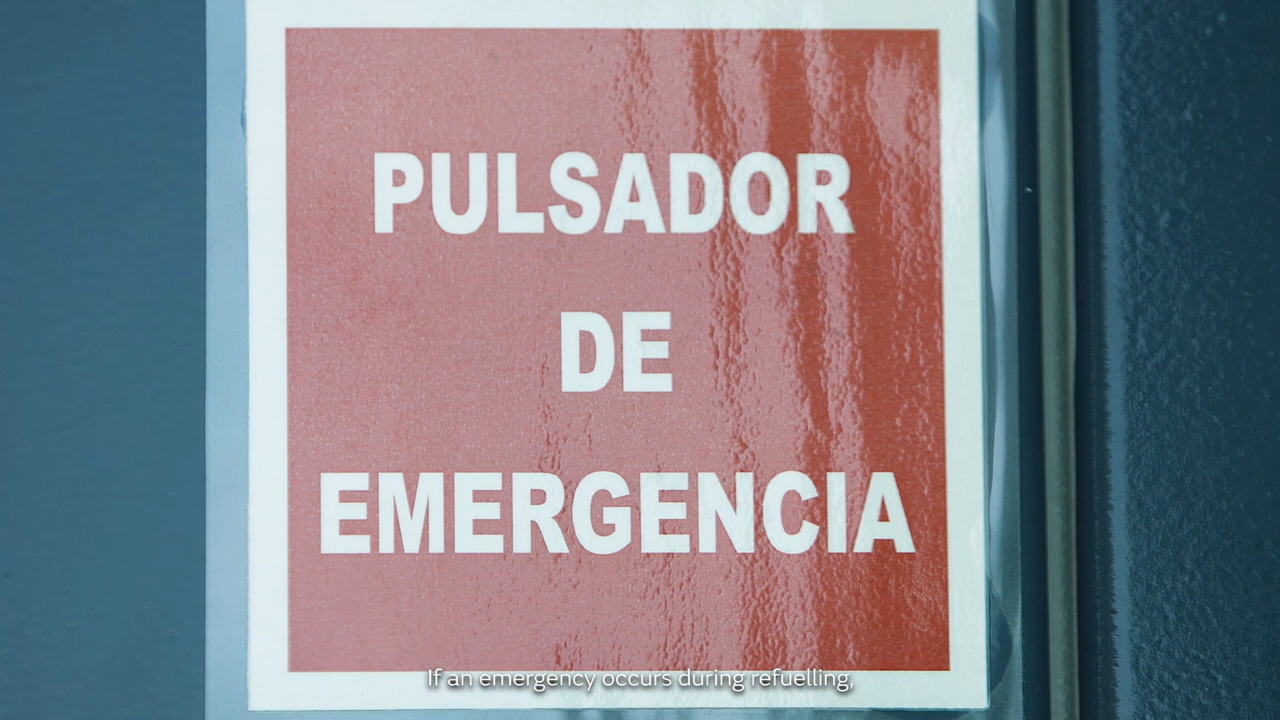 PULSADOR
DE
EMERGENCIA
If an emergency occurs during refuelling,